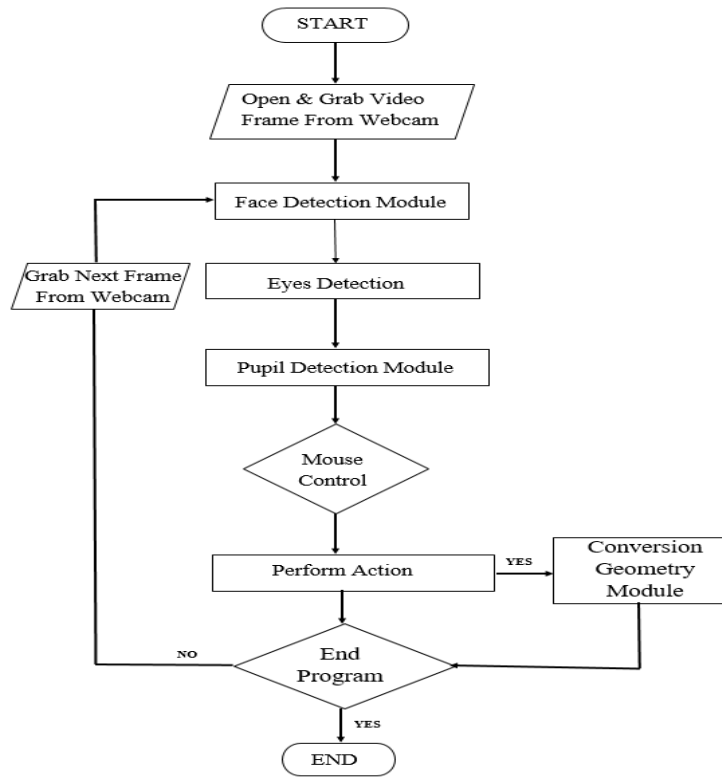 START
Open & Grab Video
Frame From Webcam
Face Detection Module
Grab Next Frame
From Webcam
Eyes Detection
Pupil Detection Module
Mouse
Control
Perform Action
YES
Conversion
Geometry
Module
End
Program
NO
YES
END